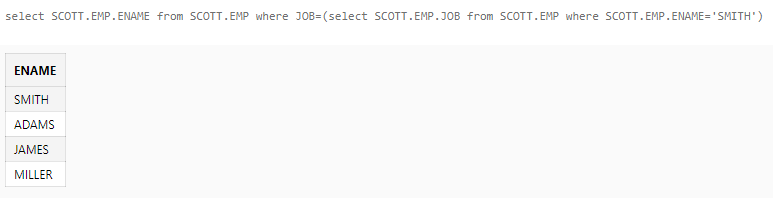 select SCOTT.EMP.ENAME from SCOTT.EMP where JOB=(select SCOTT.EMP.JOB from SCOTT.EMP where SCOTT.EMP.ENAME='SMITH')
ENAME
SMITH
ADAMS
JAMES
MILLER